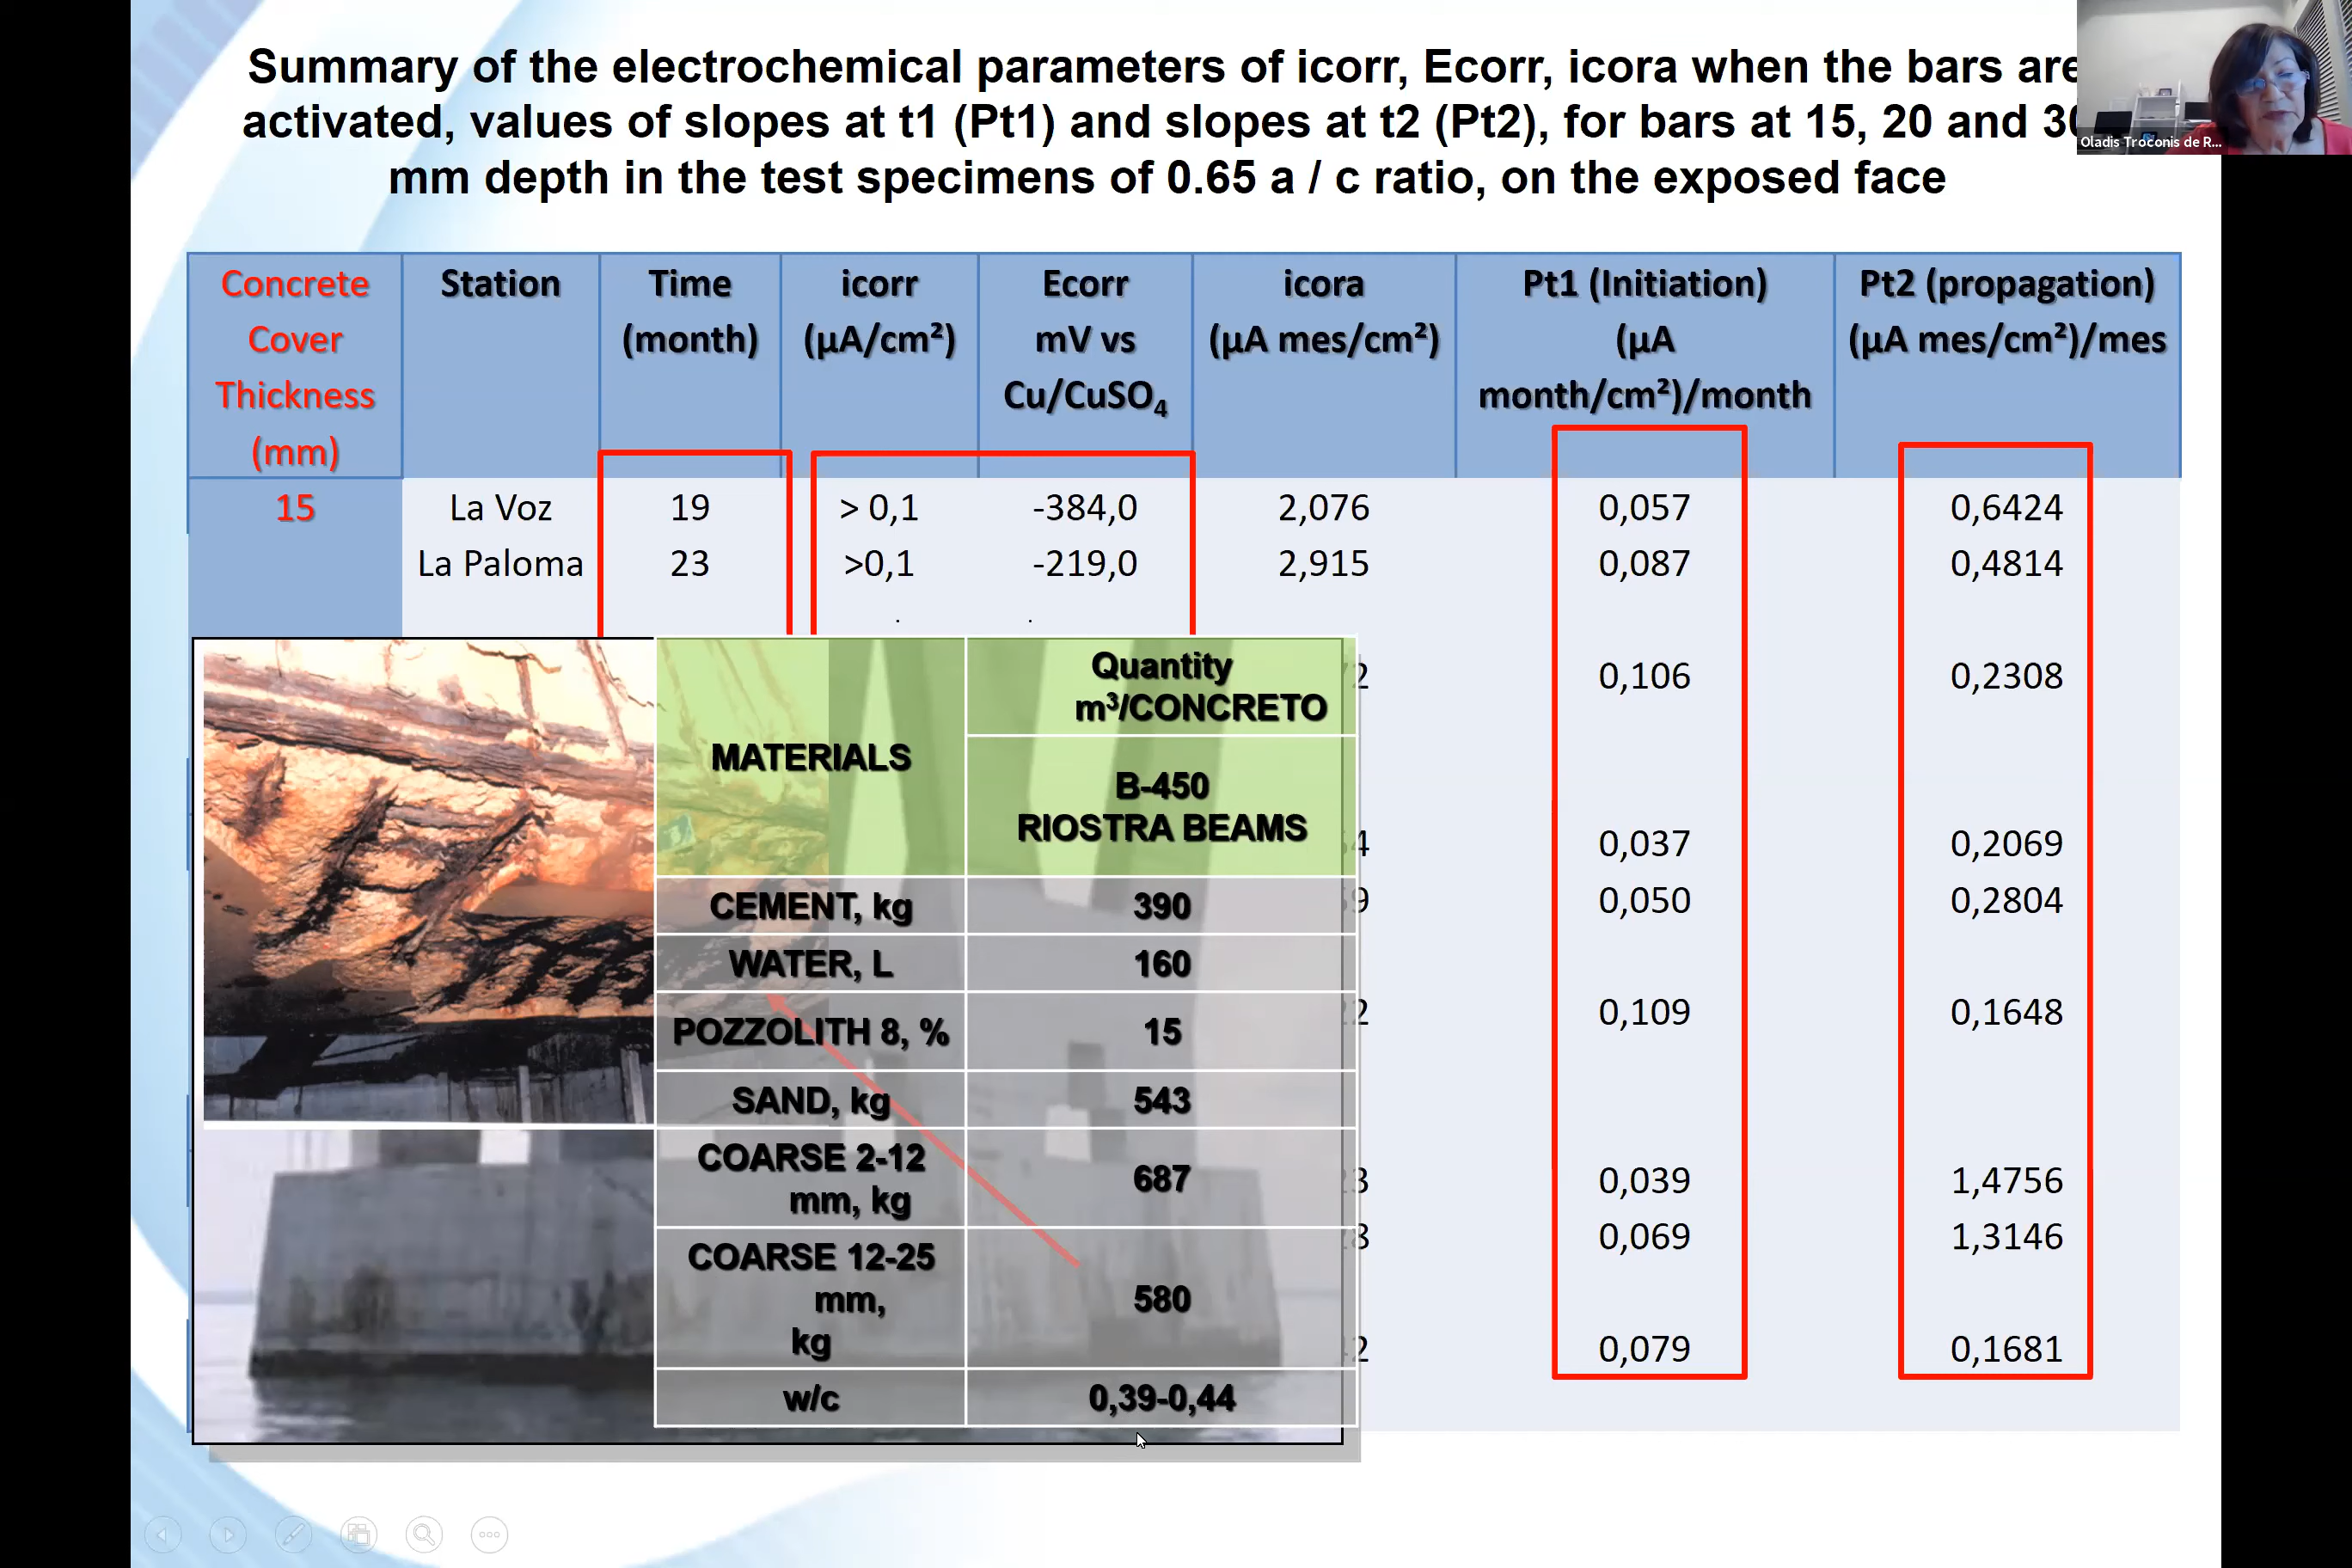 Summary of the electrochemical parameters of icorr, Ecorr, icora when the bars are
activated, values of slopes at t1 (Pt1) and slopes at t2 (Pt2), for bars at 15, 20 and 30
mm depth in the test specimens of 0.65 a / c ratio, on the exposed face
Oladis Troconis de R...
Concrete Cover Thickness (mm)
Station
Time (month)
icorr (µA/cm²)
Ecorr mV vs Cu/CuSO₄
icora (µA mes/cm²)
Pt1 (Initiation) (µA month/cm²)/month
Pt2 (propagation) (µA mes/cm²)/mes
15 La Voz 19 > 0,1 -384,0 2,076 0,057 0,6424
La Paloma 23 >0,1 -219,0 2,915 0,087 0,4814
0,106 0,2308
0,037 0,2069
0,050 0,2804
0,109 0,1648
0,039 1,4756
0,069 1,3146
0,079 0,1681
MATERIALS
Quantity
m³/CONCRETO
B-450
RIOSTRA BEAMS
CEMENT, kg 390
WATER, L 160
POZZOLITH 8, % 15
SAND, kg 543
COARSE 2-12
mm, kg
687
COARSE 12-25
mm,
kg
580
w/c 0,39-0,44